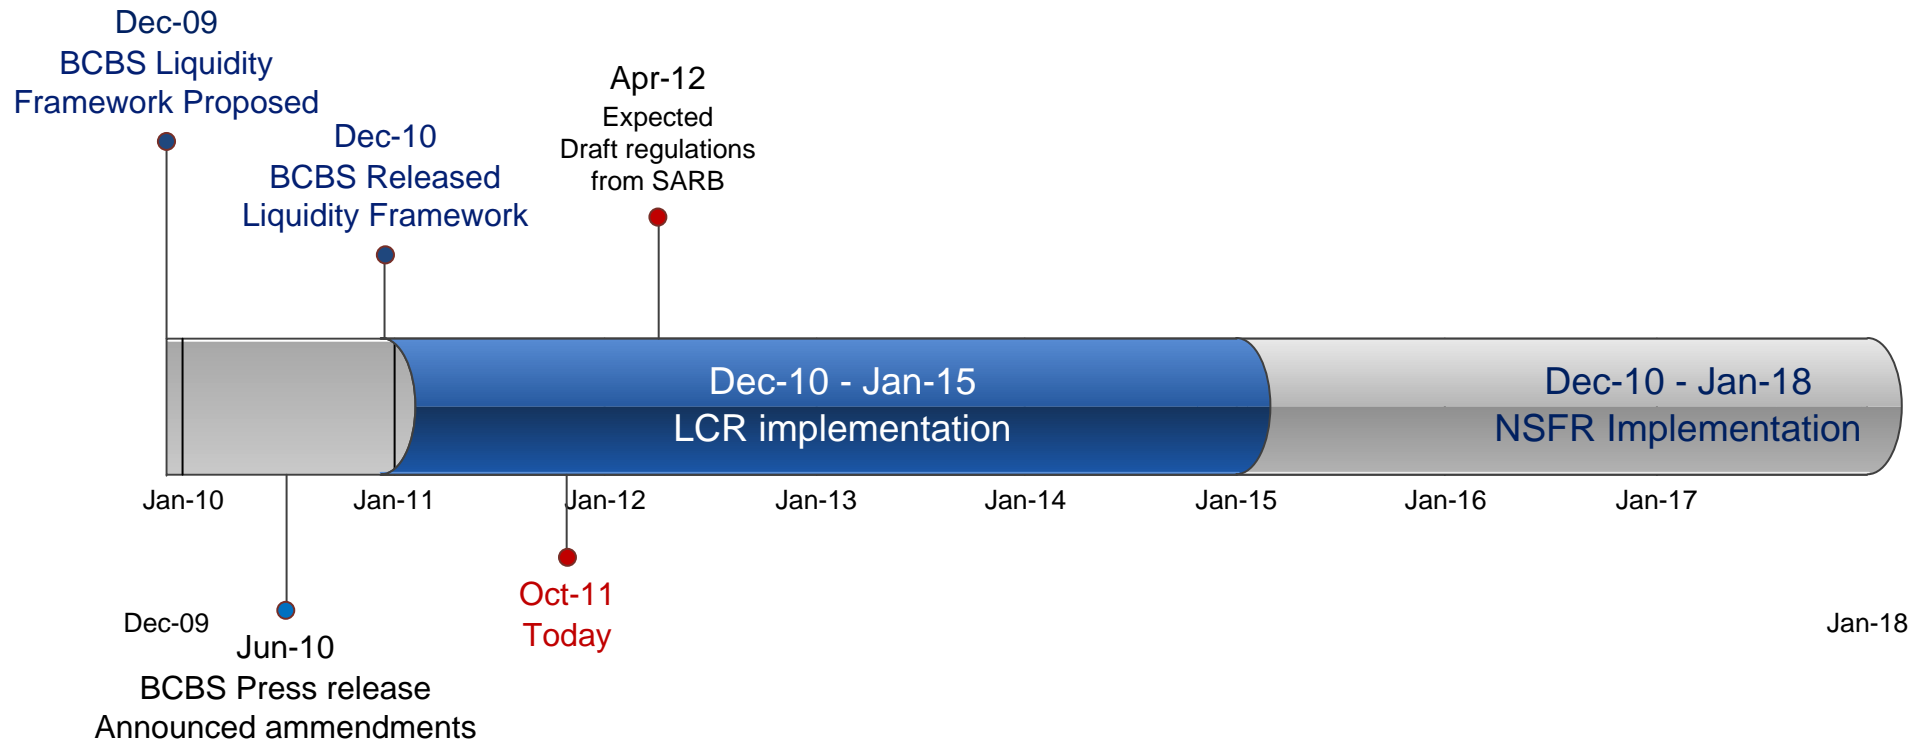 Dec-09
BCBS Liquidity
Framework Proposed
Dec-10
BCBS Released
Liquidity Framework
Apr-12
Expected
Draft regulations
from SARB
Dec-10 - Jan-15
LCR implementation
Dec-10 - Jan-18
NSFR Implementation
Jan-10
Jan-11
Jan-12
Jan-13
Jan-14
Jan-15
Jan-16
Jan-17
Dec-09
Jun-10
BCBS Press release
Announced ammendments
Oct-11
Today
Jan-18